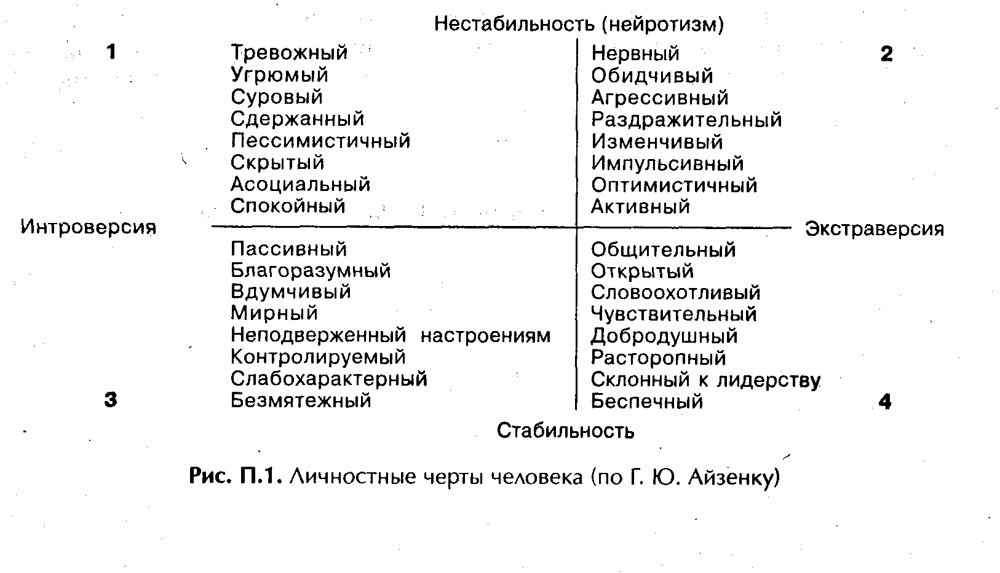 Нестабильность (нейротизм)
1 Тревожный Нервный 2
Угрюмый Обидчивый
Суровый Агрессивный
Сдержанный Раздражительный
Пессимистичный Изменчивый
Скрытый Импульсивный
Асоциальный Оптимистичный
Спокойный Активный
Интроверсия Экстраверсия
Пассивный Общительный
Благоразумный Открытый
Вдумчивый Словоохотливый
Мирный Чувствительный
Неподверженный настроениям Добродушный
Контролируемый Расторопный
Слабохарактерный Склонный к лидерству
3 Безмятежный Беспечный 4
Стабильность
Рис. П.1. Личностные черты человека (по Г. Ю. Айзенку)